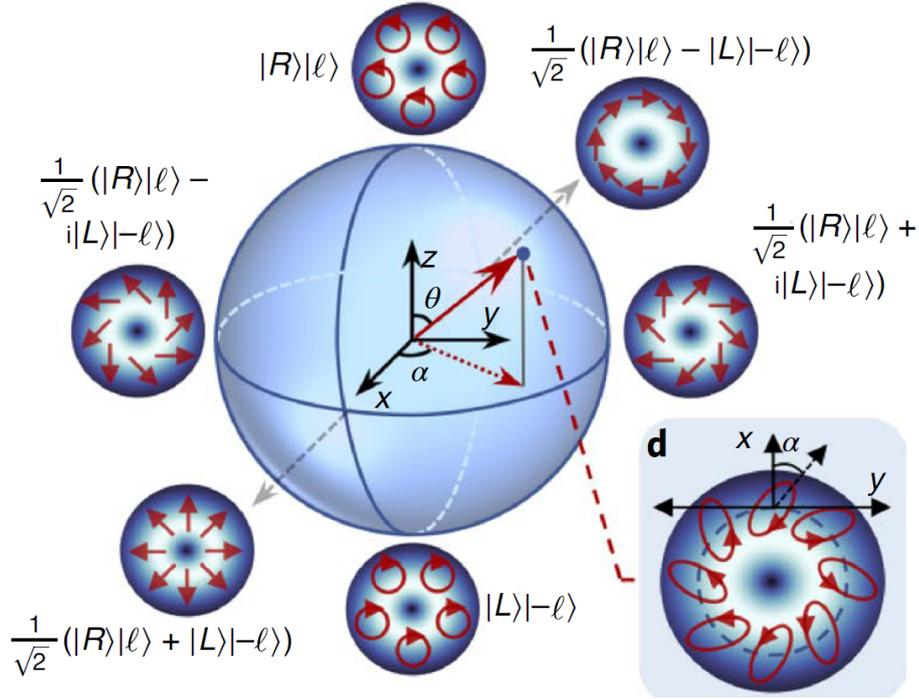 |R⟩|ℓ⟩
1/√2 (|R⟩|ℓ⟩ − |L⟩|−ℓ⟩)
1/√2 (|R⟩|ℓ⟩ −
i|L⟩|−ℓ⟩)
1/√2 (|R⟩|ℓ⟩ +
i|L⟩|−ℓ⟩)
z
θ
y
α
x
d
x
α
y
|L⟩|−ℓ⟩
1/√2 (|R⟩|ℓ⟩ + |L⟩|−ℓ⟩)